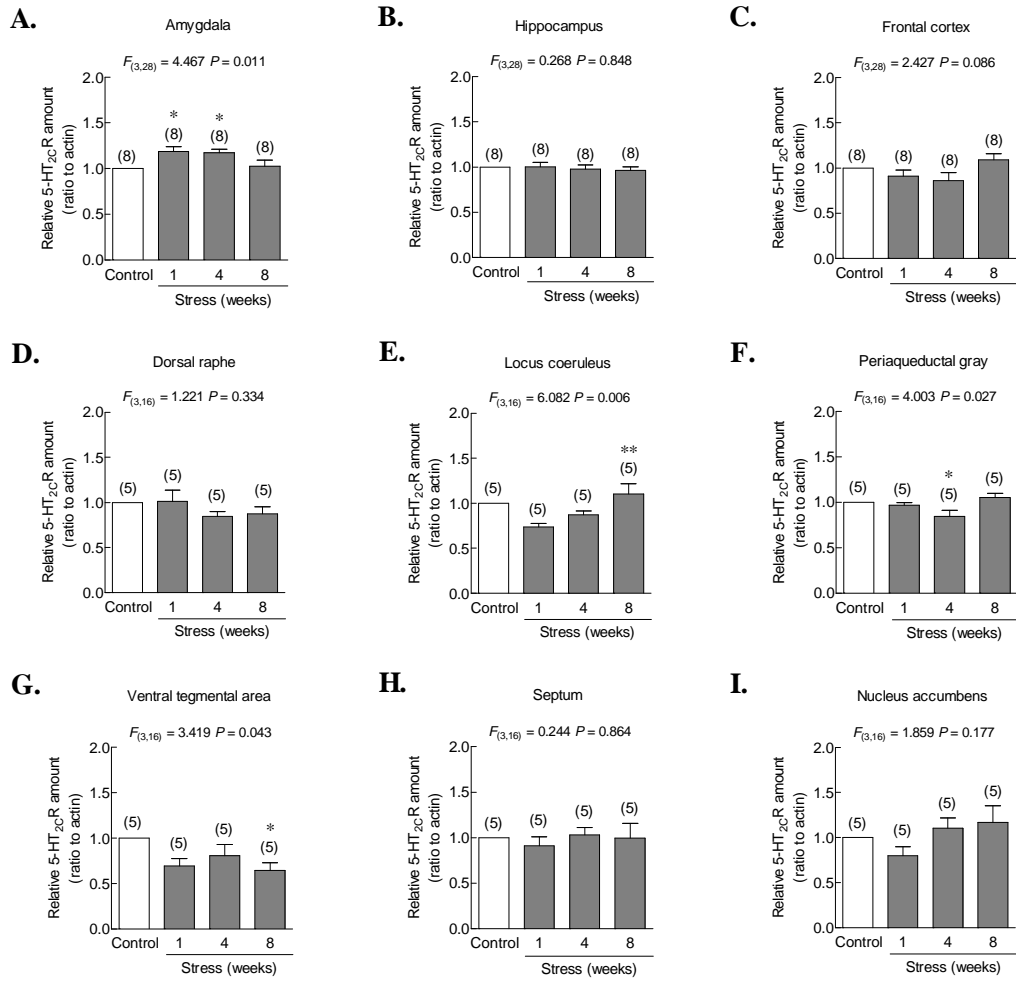 A.
Amygdala
F(3,28) = 4.467 P = 0.011
Relative 5-HT2CR amount
(ratio to actin)
2.0
1.5
1.0
0.5
0.0
(8)
*
(8)
*
(8)
(8)
Control 1 4 8
Stress (weeks)
B.
Hippocampus
F(3,28) = 0.268 P = 0.848
Relative 5-HT2CR amount
(ratio to actin)
2.0
1.5
1.0
0.5
0.0
(8) (8) (8) (8)
Control 1 4 8
Stress (weeks)
C.
Frontal cortex
F(3,28) = 2.427 P = 0.086
Relative 5-HT2CR amount
(ratio to actin)
2.0
1.5
1.0
0.5
0.0
(8) (8) (8) (8)
Control 1 4 8
Stress (weeks)
D.
Dorsal raphe
F(3,16) = 1.221 P = 0.334
Relative 5-HT2CR amount
(ratio to actin)
2.0
1.5
1.0
0.5
0.0
(5) (5) (5) (5)
Control 1 4 8
Stress (weeks)
E.
Locus coeruleus
F(3,16) = 6.082 P = 0.006
Relative 5-HT2CR amount
(ratio to actin)
2.0
1.5
1.0
0.5
0.0
(5) (5) (5)
**
(5)
Control 1 4 8
Stress (weeks)
F.
Periaqueductal gray
F(3,16) = 4.003 P = 0.027
Relative 5-HT2CR amount
(ratio to actin)
2.0
1.5
1.0
0.5
0.0
(5) (5)
*
(5)
(5)
Control 1 4 8
Stress (weeks)
G.
Ventral tegmental area
F(3,16) = 3.419 P = 0.043
Relative 5-HT2CR amount
(ratio to actin)
2.0
1.5
1.0
0.5
0.0
(5) (5) (5)
*
(5)
Control 1 4 8
Stress (weeks)
H.
Septum
F(3,16) = 0.244 P = 0.864
Relative 5-HT2CR amount
(ratio to actin)
2.0
1.5
1.0
0.5
0.0
(5) (5) (5) (5)
Control 1 4 8
Stress (weeks)
I.
Nucleus accumbens
F(3,16) = 1.859 P = 0.177
Relative 5-HT2CR amount
(ratio to actin)
2.0
1.5
1.0
0.5
0.0
(5) (5) (5) (5)
Control 1 4 8
Stress (weeks)